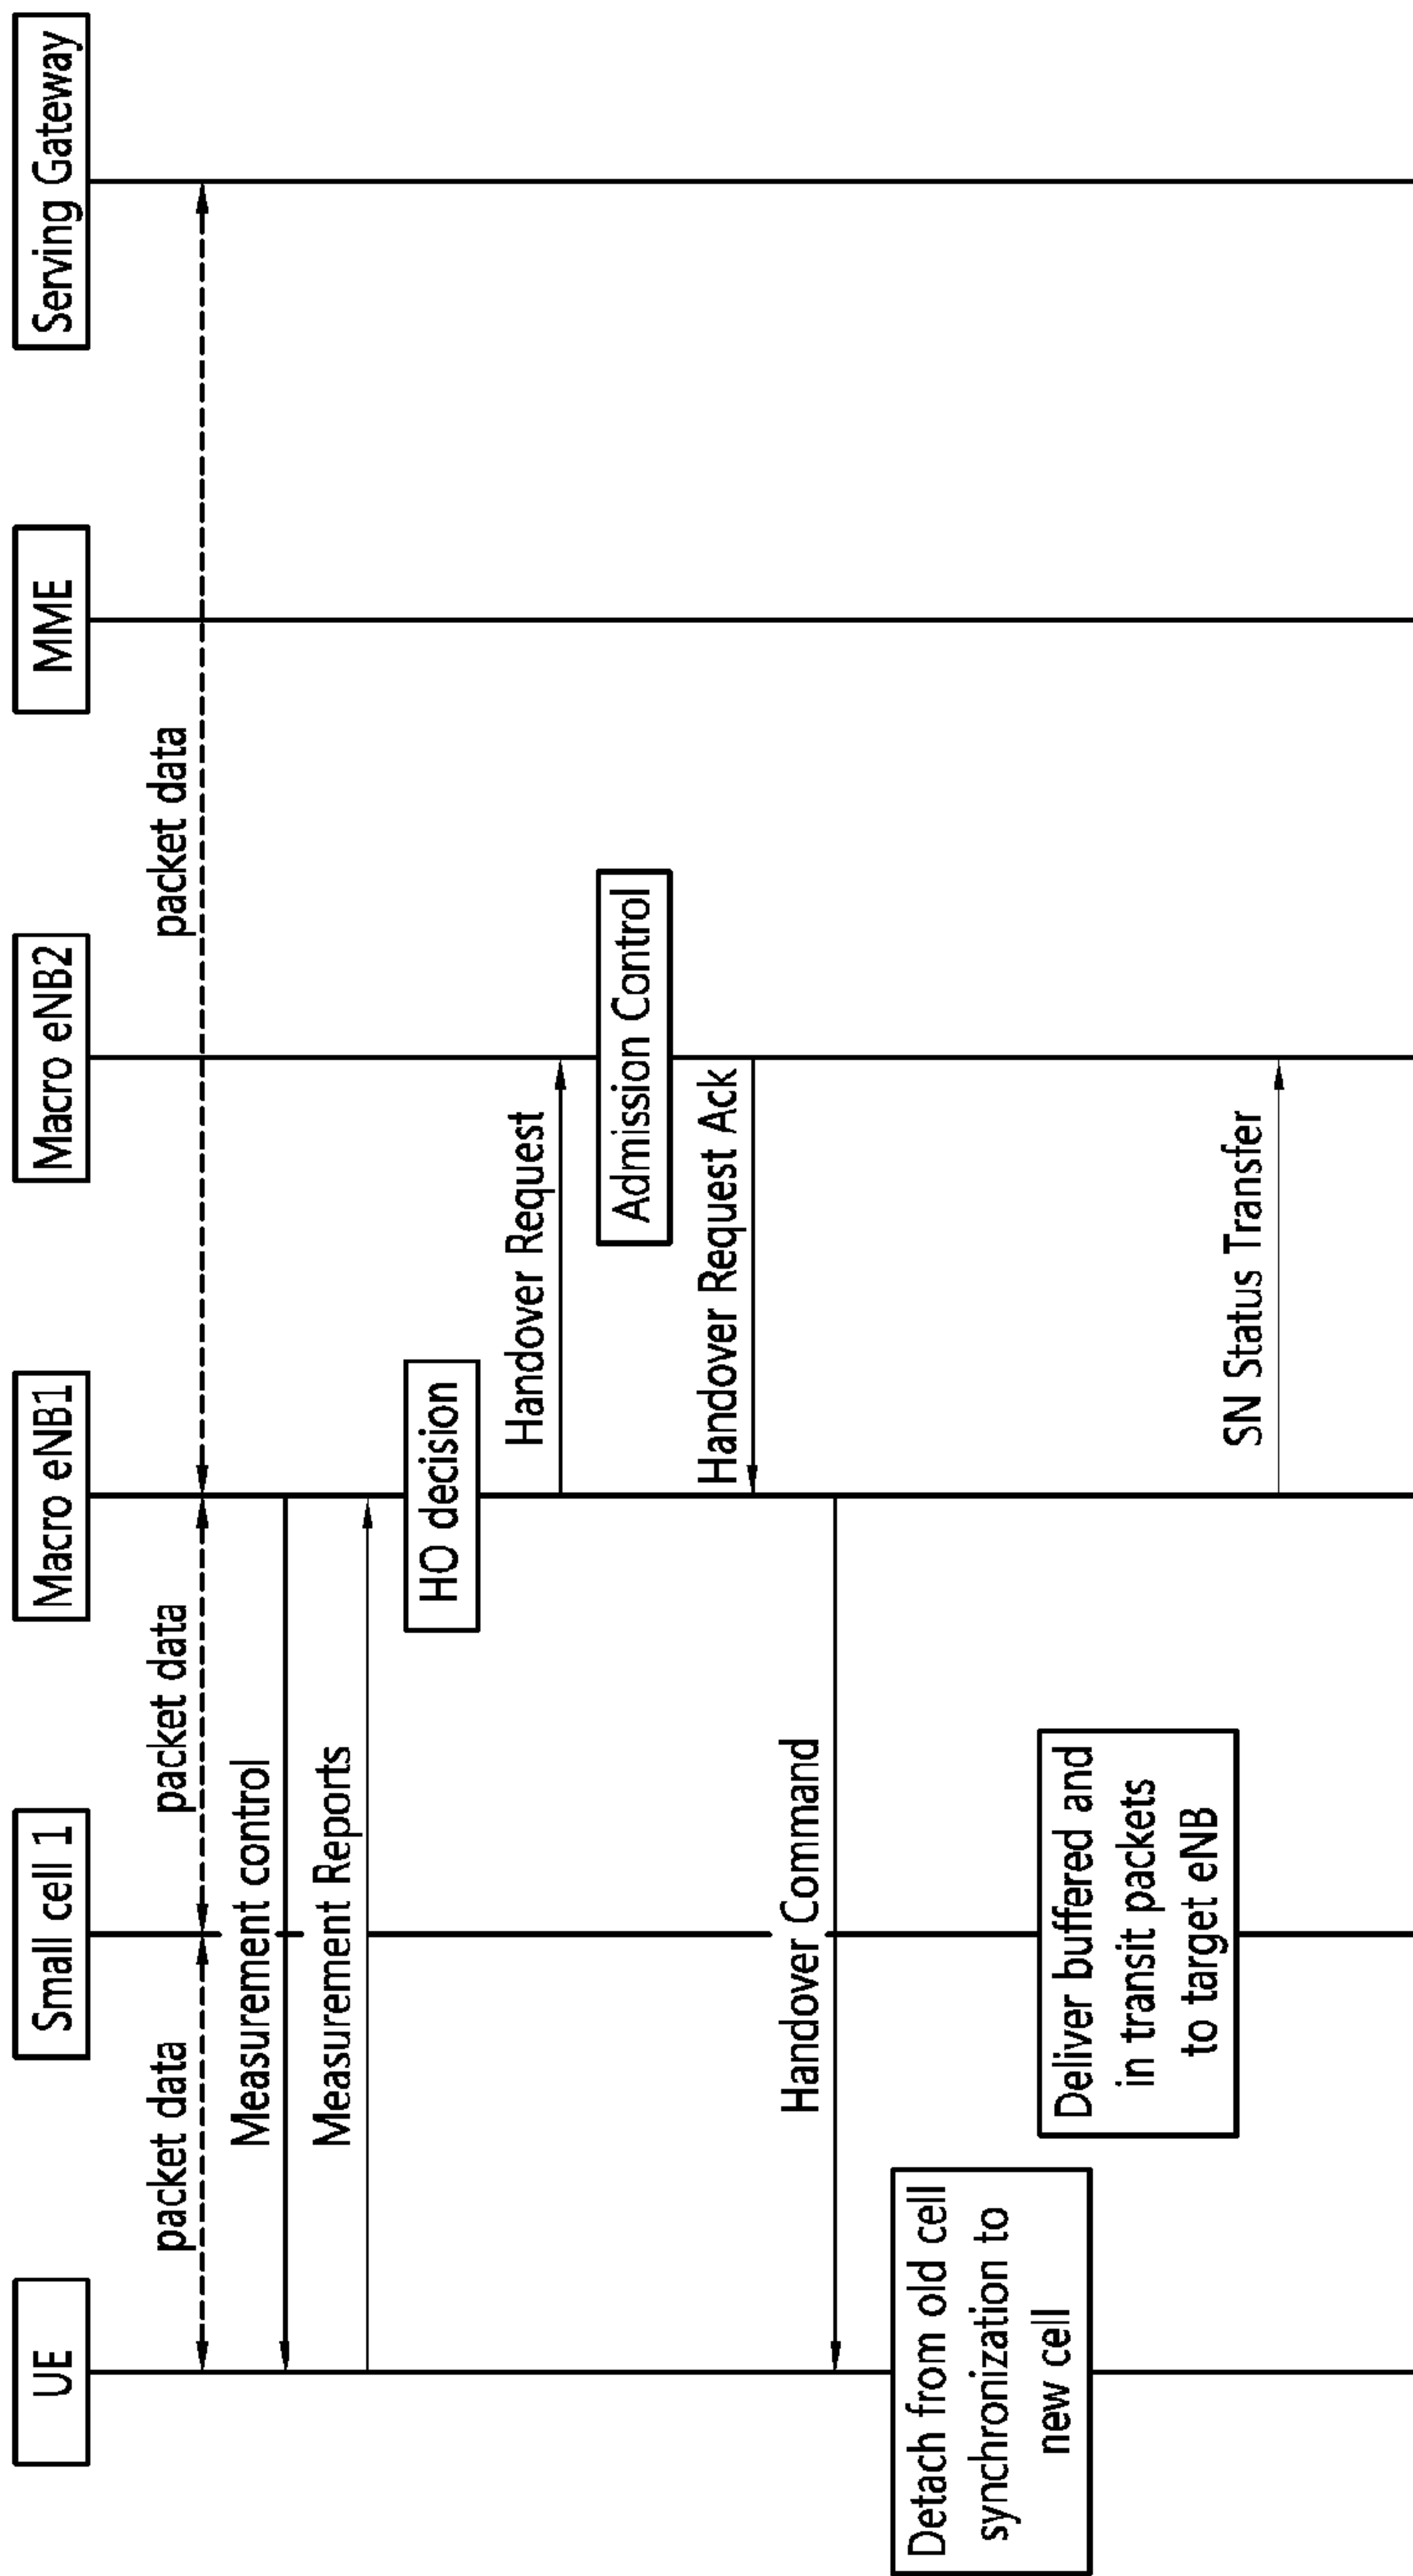 UE
Small cell 1
Macro eNB1
Macro eNB2
MME
Serving Gateway
packet data
packet data
packet data
Measurement control
Measurement Reports
HO decision
Handover Request
Admission Control
Handover Request Ack
Handover Command
Detach from old cell
synchronization to
new cell
Deliver buffered and
in transit packets
to target eNB
SN Status Transfer